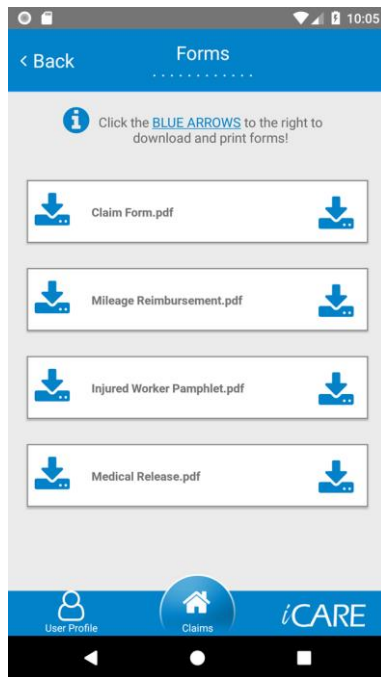 10:05
< Back
Forms
Click the BLUE ARROWS to the right to
download and print forms!
Claim Form.pdf
Mileage Reimbursement.pdf
Injured Worker Pamphlet.pdf
Medical Release.pdf
User Profile
Claims
iCARE